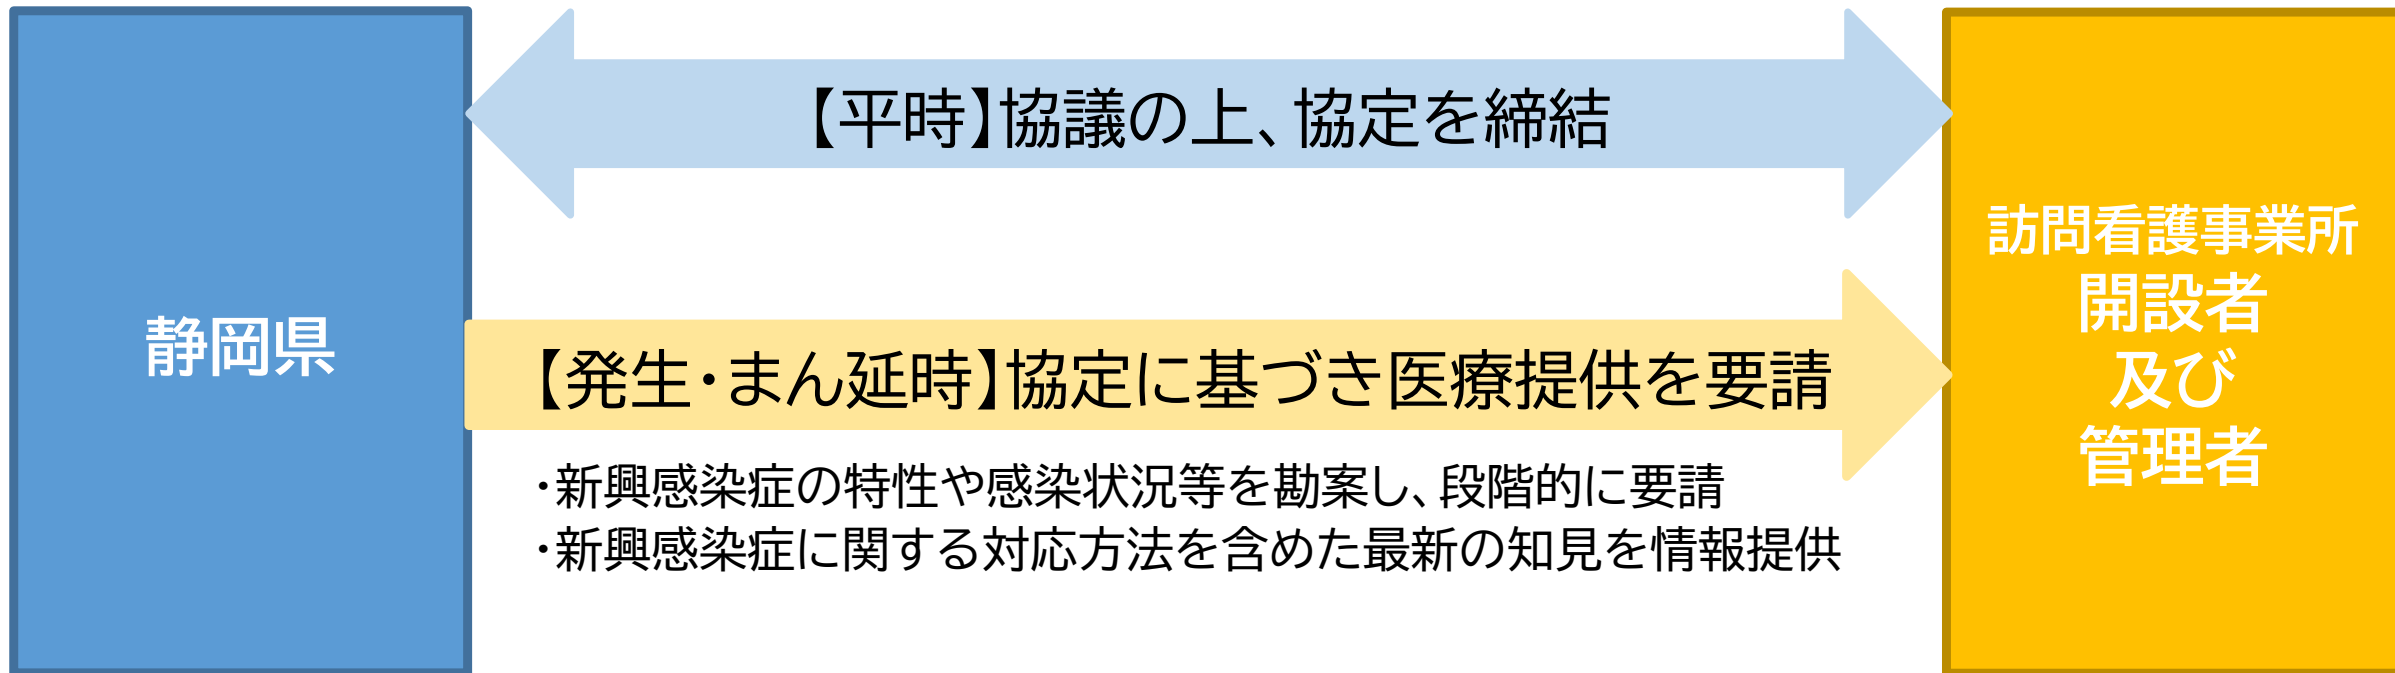 静岡県
【平時】協議の上、協定を締結
【発生・まん延時】協定に基づき医療提供を要請
・新興感染症の特性や感染状況等を勘案し、段階的に要請
・新興感染症に関する対応方法を含めた最新の知見を情報提供
訪問看護事業所
開設者
及び
管理者